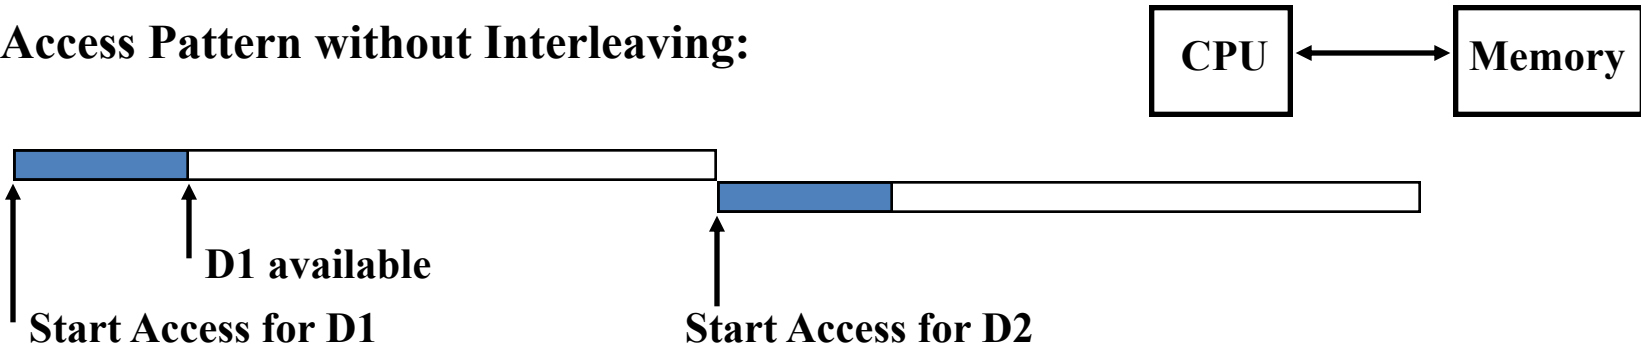 Access Pattern without Interleaving:
CPU
Memory
D1 available
Start Access for D1
Start Access for D2